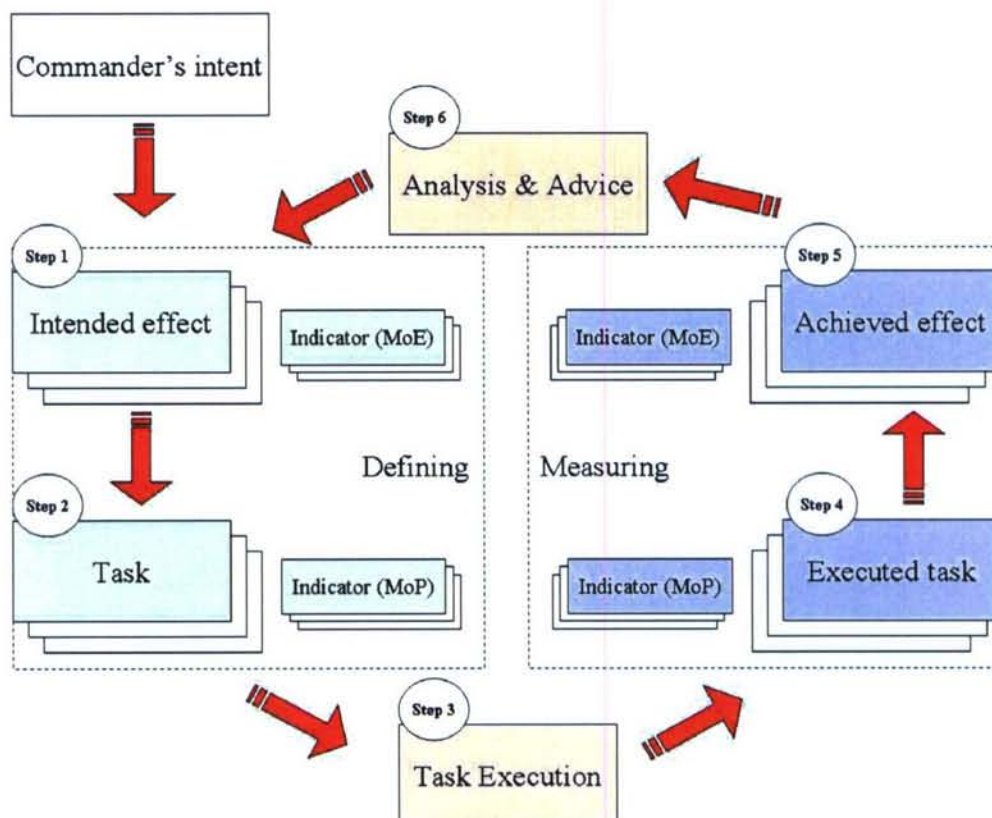 Commander's intent
Step 6
Analysis & Advice
Step 1
Intended effect
Indicator (MoE)
Indicator (MoE)
Step 5
Achieved effect
Defining
Measuring
Step 2
Task
Indicator (MoP)
Indicator (MoP)
Step 4
Executed task
Step 3
Task Execution